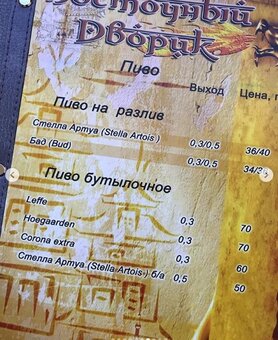 Восточный
Дворик
Пиво
Выход Цена,
Пиво на разлив
Стелла Артуа (Stella Artois ) 0,3/0,5 36/40
Бад (Bud) 0,3/0,5
Пиво бутылочное
Leffe 0,3 70
Hoegaarden 0,3 70
Corona extra 0,3 60
Стелла Артуа (Stella Artois ) б/а 0,5 50